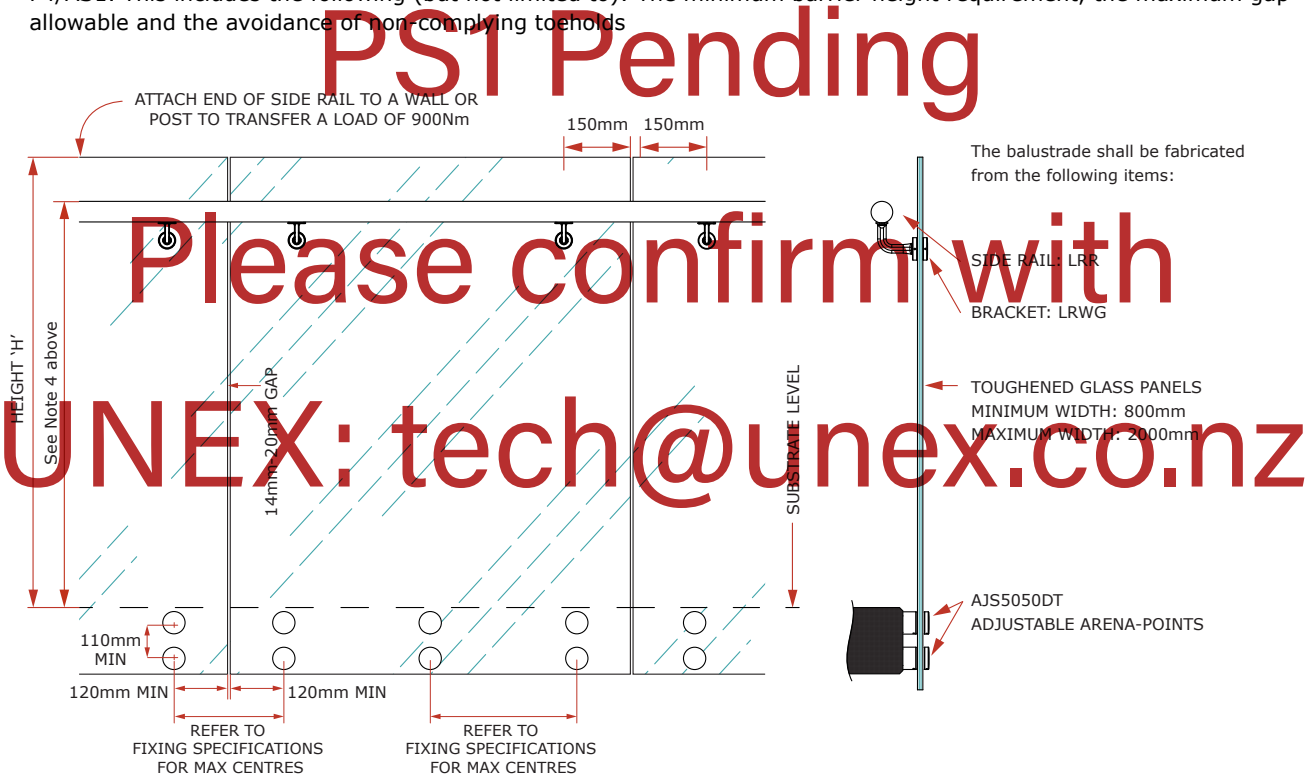 allowable and the avoidance of non-complying toeholds
PS1 Pending
ATTACH END OF SIDE RAIL TO A WALL OR
POST TO TRANSFER A LOAD OF 900Nm
150mm
150mm
The balustrade shall be fabricated
from the following items:
Please confirm with
SIDE RAIL: LRR
BRACKET: LRWG
HEIGHT 'H'
See Note 4 above
14mm-20mm GAP
SUBSTRATE LEVEL
TOUGHENED GLASS PANELS
MINIMUM WIDTH: 800mm
MAXIMUM WIDTH: 2000mm
UNEX: tech@unex.co.nz
AJS5050DT
ADJUSTABLE ARENA-POINTS
110mm
MIN
120mm MIN
120mm MIN
REFER TO
FIXING SPECIFICATIONS
FOR MAX CENTRES
REFER TO
FIXING SPECIFICATIONS
FOR MAX CENTRES